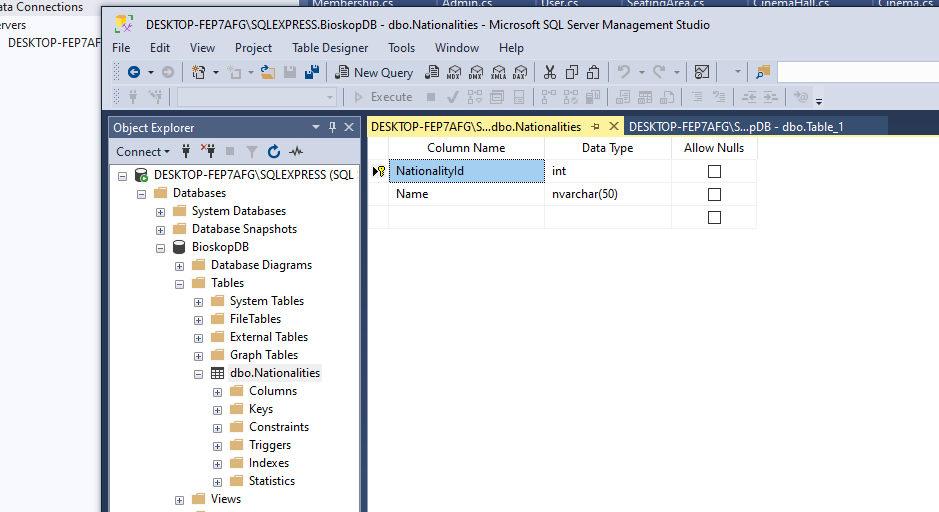 ata Connections
Membership.cs Admin.cs User.cs SeatingArea.cs CinemaHall.cs Cinema.cs
ervers
DESKTOP-FEP7AF
DESKTOP-FEP7AFG\SQLEXPRESS.BioskopDB - dbo.Nationalities - Microsoft SQL Server Management Studio
File Edit View Project Table Designer Tools Window Help
New Query MDX DMX XMLA DAX
Execute
Object Explorer
DESKTOP-FEP7AFG\S...dbo.Nationalities
DESKTOP-FEP7AFG\S...pDB - dbo.Table_1
Connect
Column Name Data Type Allow Nulls
NationalityId int
Name nvarchar(50)
DESKTOP-FEP7AFG\SQLEXPRESS (SQL S
Databases
System Databases
Database Snapshots
BioskopDB
Database Diagrams
Tables
System Tables
FileTables
External Tables
Graph Tables
dbo.Nationalities
Columns
Keys
Constraints
Triggers
Indexes
Statistics
Views